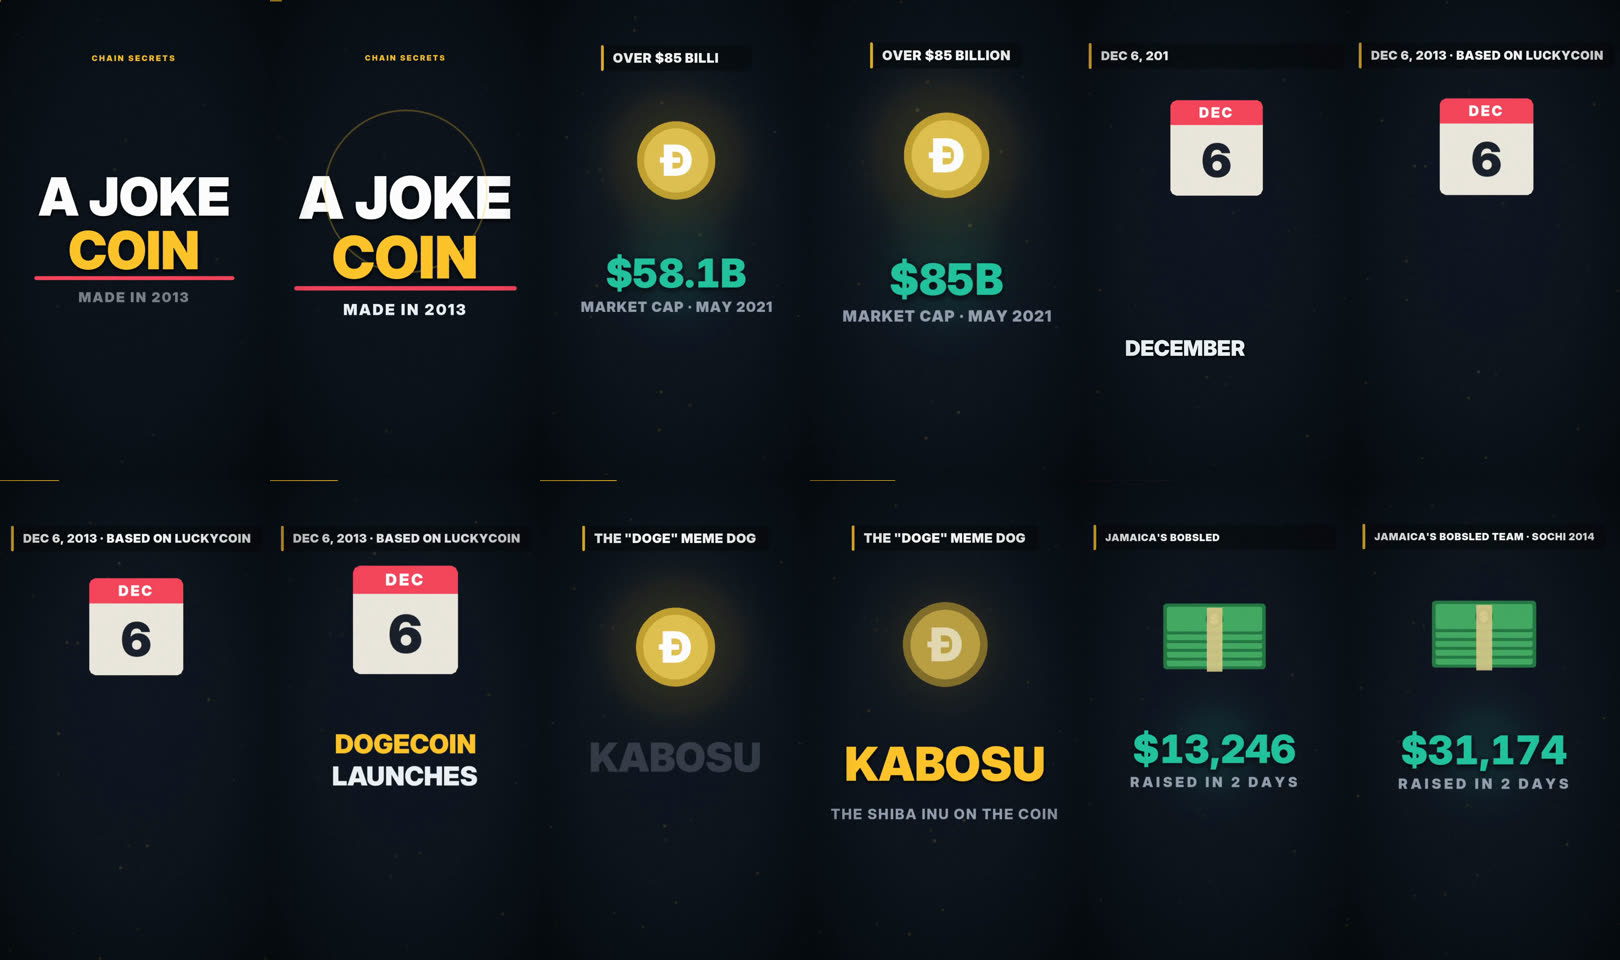 CHAIN SECRETS
A JOKE
COIN
MADE IN 2013
CHAIN SECRETS
A JOKE
COIN
MADE IN 2013
OVER $85 BILLI
Đ
$58.1B
MARKET CAP · MAY 2021
OVER $85 BILLION
Đ
$85B
MARKET CAP · MAY 2021
DEC 6, 201
DEC
6
DECEMBER
DEC 6, 2013 · BASED ON LUCKYCOIN
DEC
6
DEC 6, 2013 · BASED ON LUCKYCOIN
DEC
6
DEC 6, 2013 · BASED ON LUCKYCOIN
DEC
6
DOGECOIN
LAUNCHES
THE "DOGE" MEME DOG
Đ
KABOSU
THE "DOGE" MEME DOG
Đ
KABOSU
THE SHIBA INU ON THE COIN
JAMAICA'S BOBSLED
$
$13,246
RAISED IN 2 DAYS
JAMAICA'S BOBSLED TEAM · SOCHI 2014
$
$31,174
RAISED IN 2 DAYS